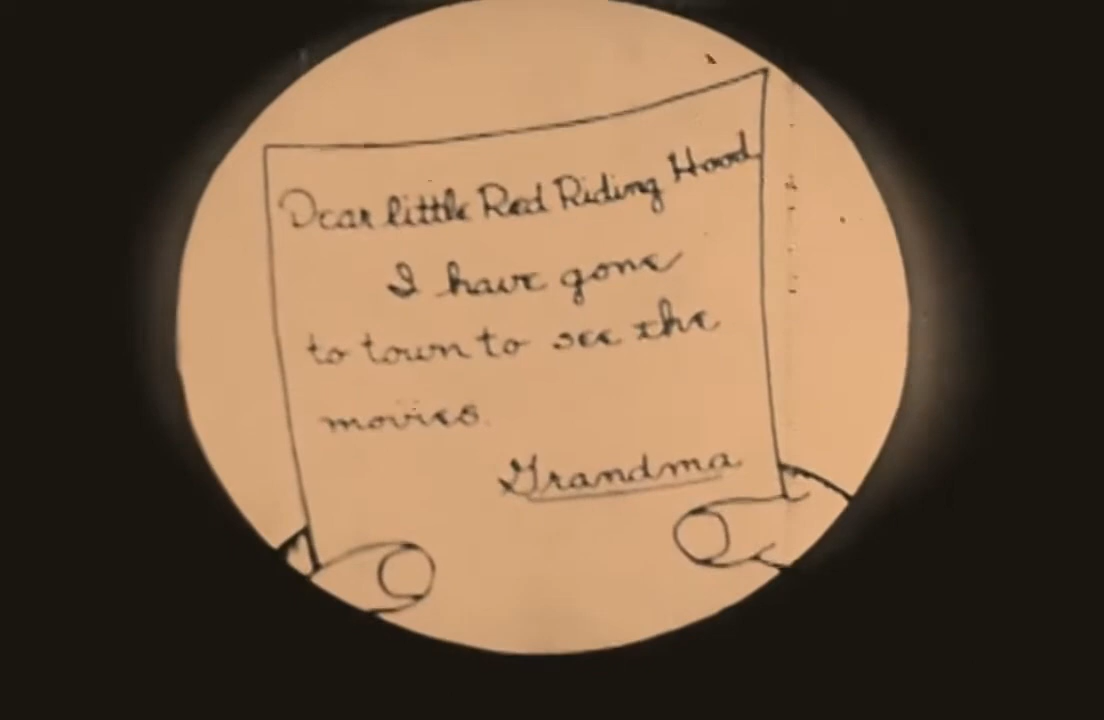 Dear little Red Riding Hood
I have gone
to town to see the
movies.
Grandma